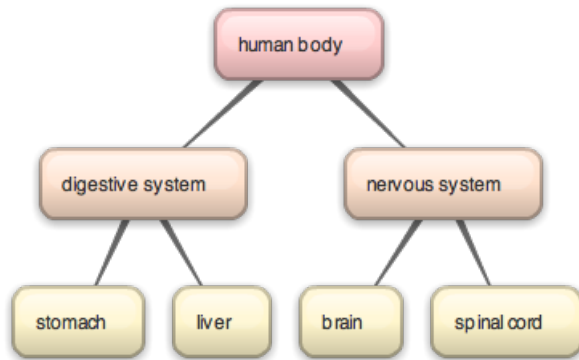 human body
digestive system
nervous system
stomach
liver
brain
spinal cord